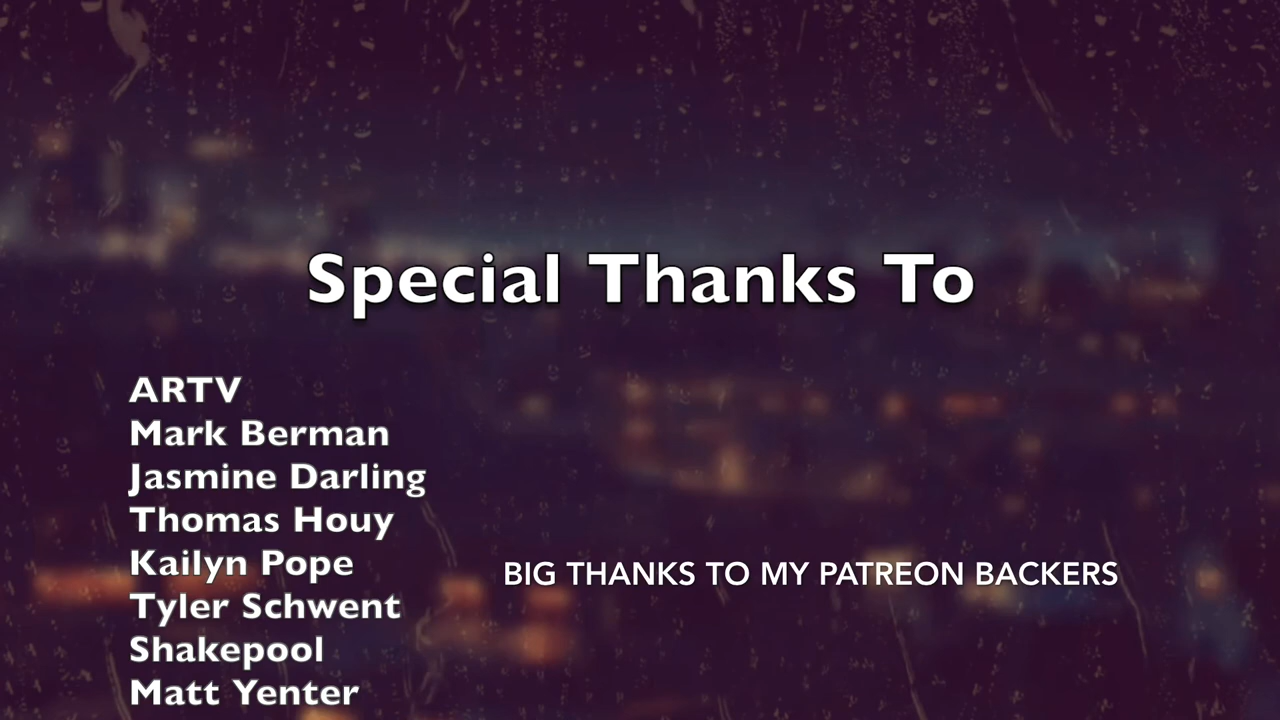 Special Thanks To
ARTV
Mark Berman
Jasmine Darling
Thomas Houy
Kailyn Pope
Tyler Schwent
Shakepool
Matt Yenter
BIG THANKS TO MY PATREON BACKERS